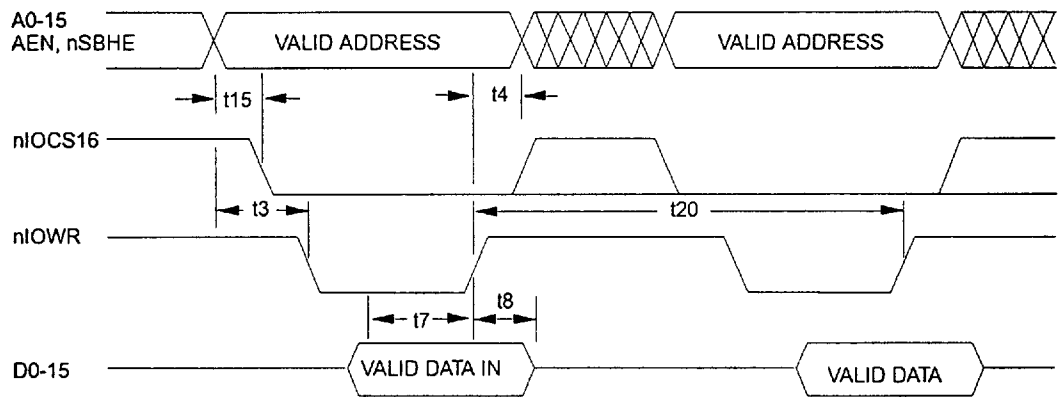 A0-15
AEN, nSBHE
VALID ADDRESS
VALID ADDRESS
t15
t4
nIOCS16
t3
t20
nIOWR
t7
t8
D0-15
VALID DATA IN
VALID DATA